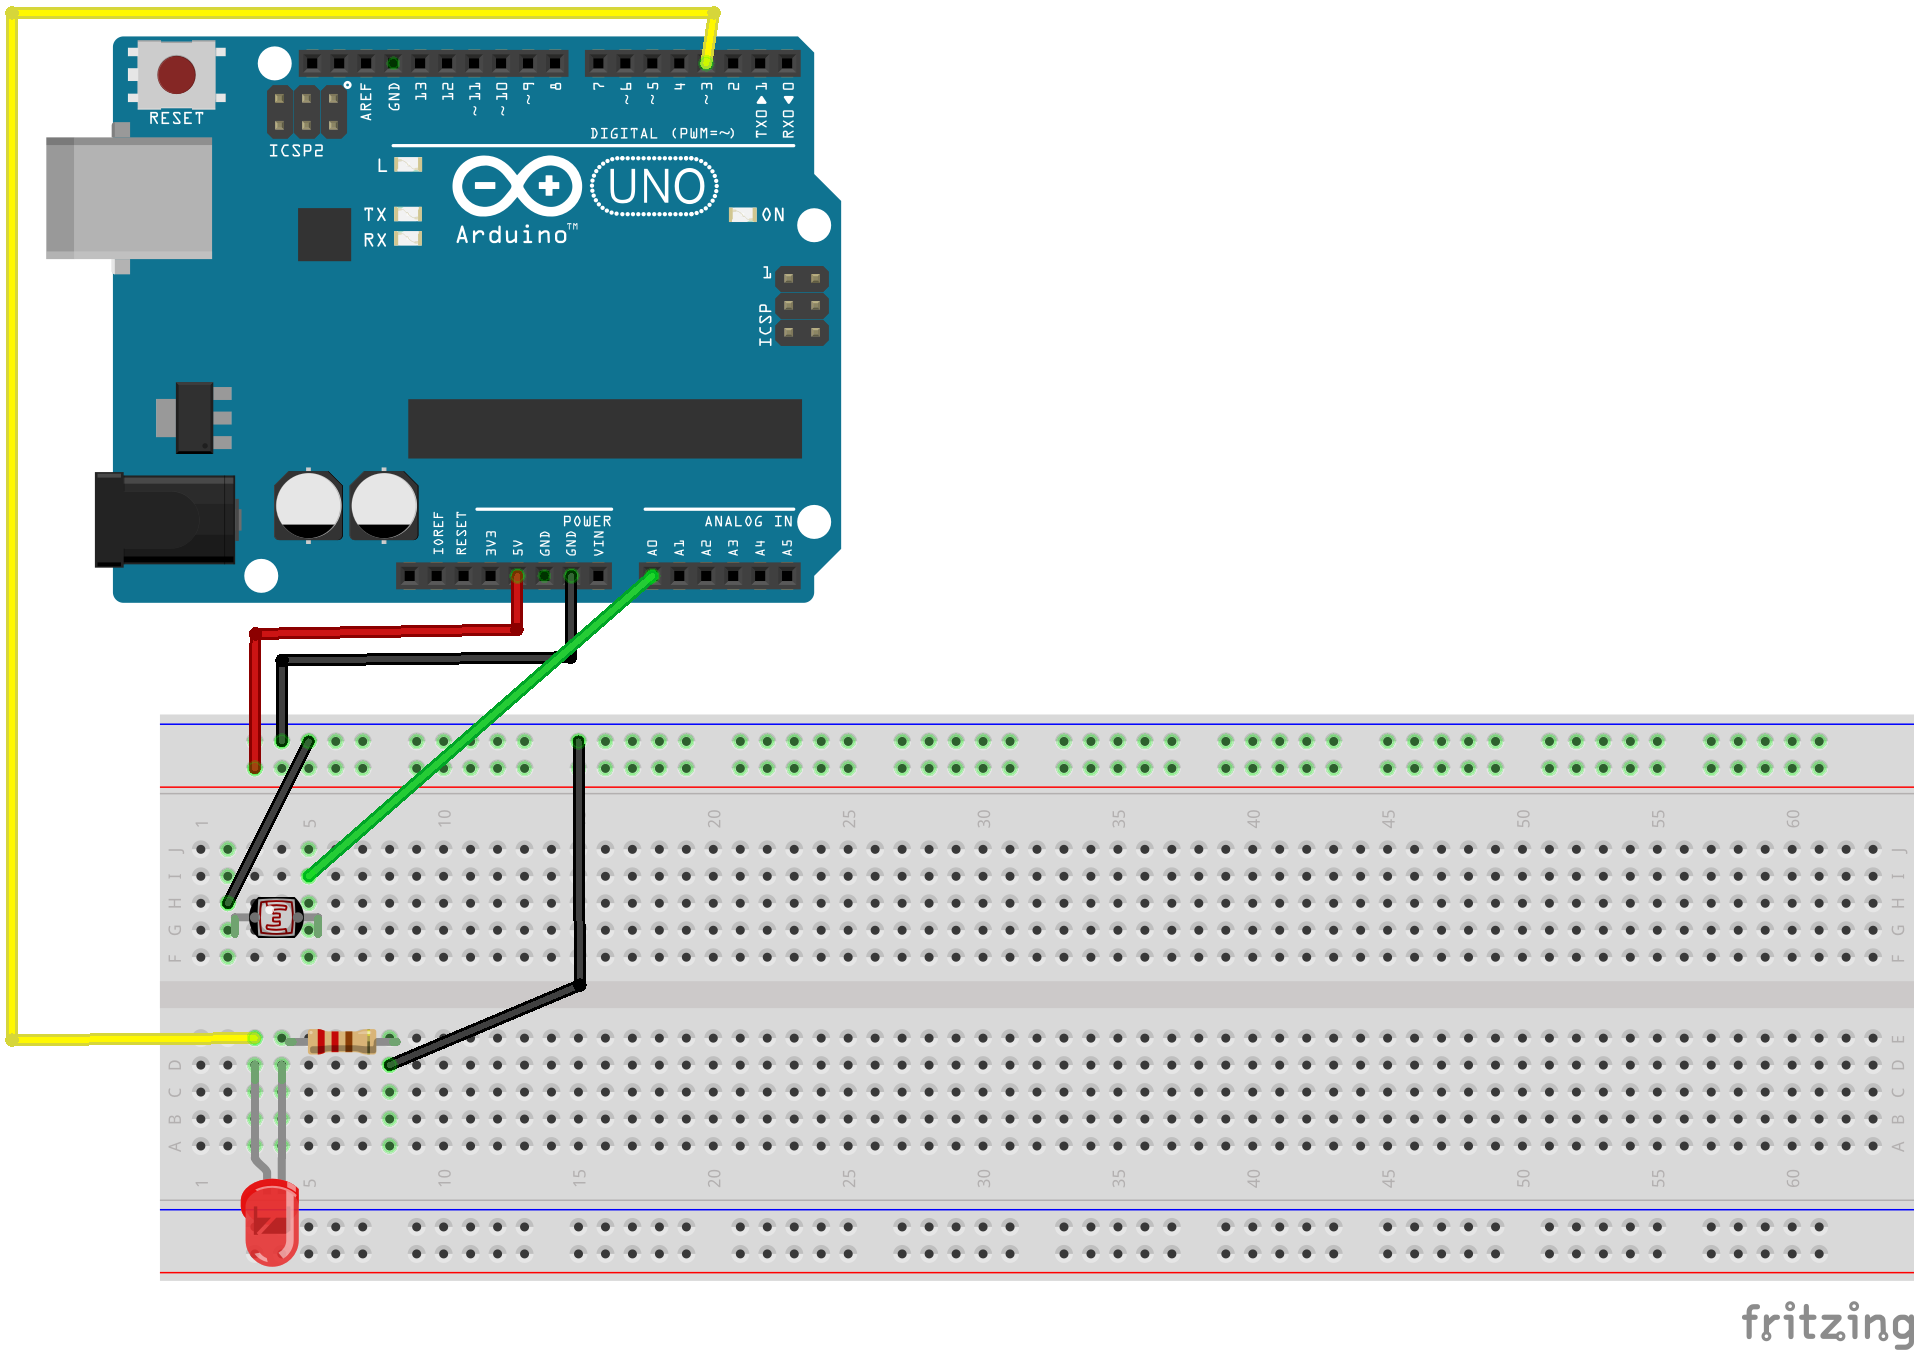 RESET
ICSP2
AREF
GND
13
12
~11
~10
~9
8
7
~6
~5
4
~3
2
TX0▶1
RX0◀0
DIGITAL (PWM=~)
L
TX
RX
UNO
Arduino™
ON
1
ICSP
POWER
ANALOG IN
IOREF
RESET
3V3
5V
GND
GND
VIN
A0
A1
A2
A3
A4
A5
1 5 10 15 20 25 30 35 40 45 50 55 60
J J
I I
H H
G G
F F
E E
D D
C C
B B
A A
1 5 10 15 20 25 30 35 40 45 50 55 60
fritzing